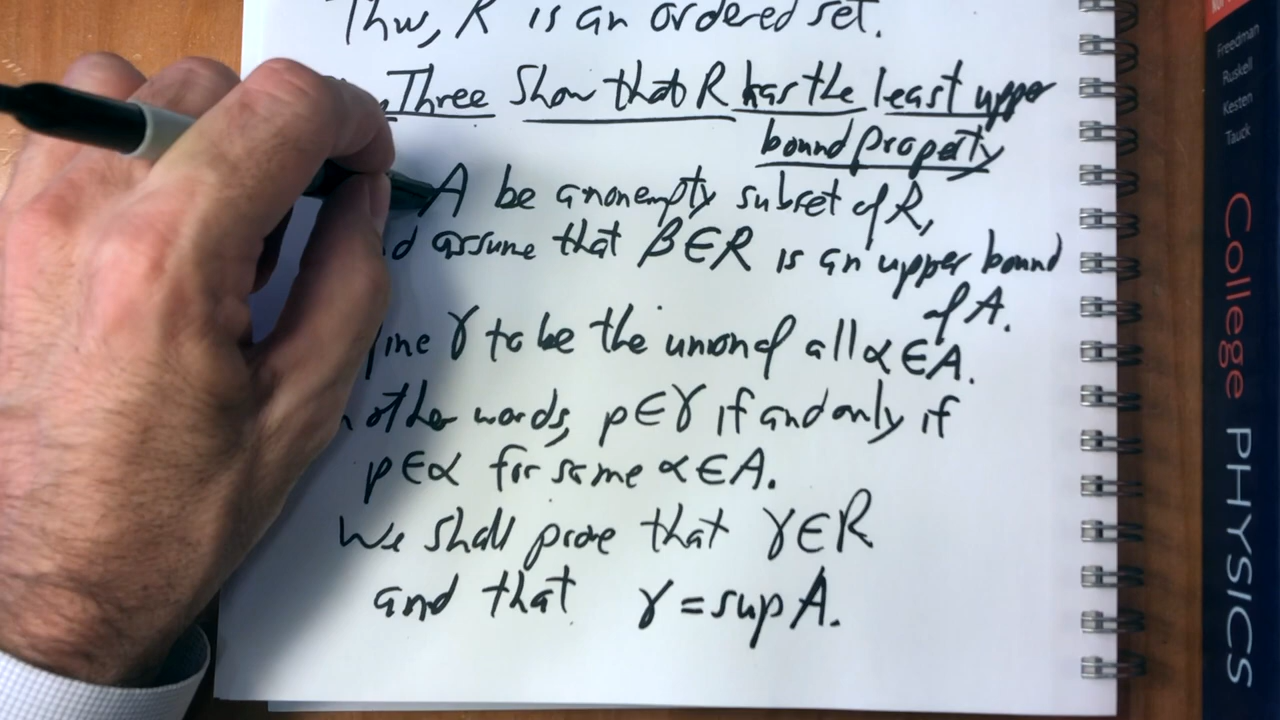 Thus, R is an ordered set.
Three Show that R has the least upper
bound property
A be a nonempty subset of R,
assume that β∈R is an upper bound
of A.
γ to be the union of all α∈A.
other words, p∈γ if and only if
p∈α for some α∈A.
We shall prove that γ∈R
and that γ = sup A.
Freedman
Ruskell
Kesten
Tauck
College PHYSICS